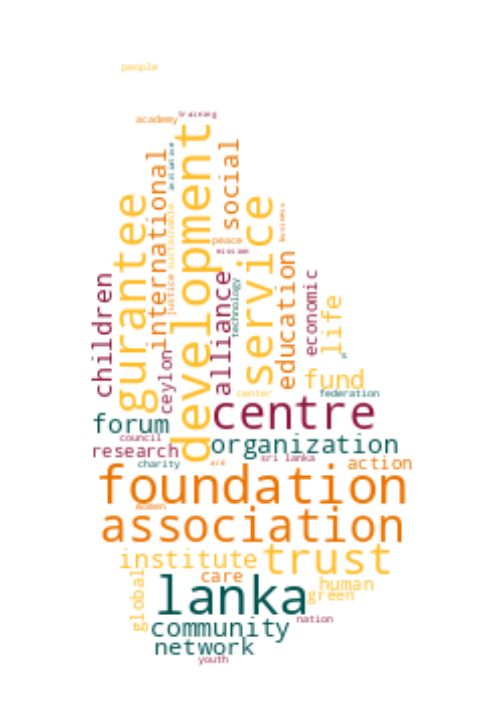 people
training
academy
development
initiative
international
social
gurantee
service
sustainable
business
peace
mission
justice
children
alliance
technology
education
economic
life
ceylon
fund
center
federation
centre
forum
council
organization
research
sri lanka
charity
aid
action
foundation
women
association
institute
trust
care
global
human
lanka
green
community
nation
network
youth